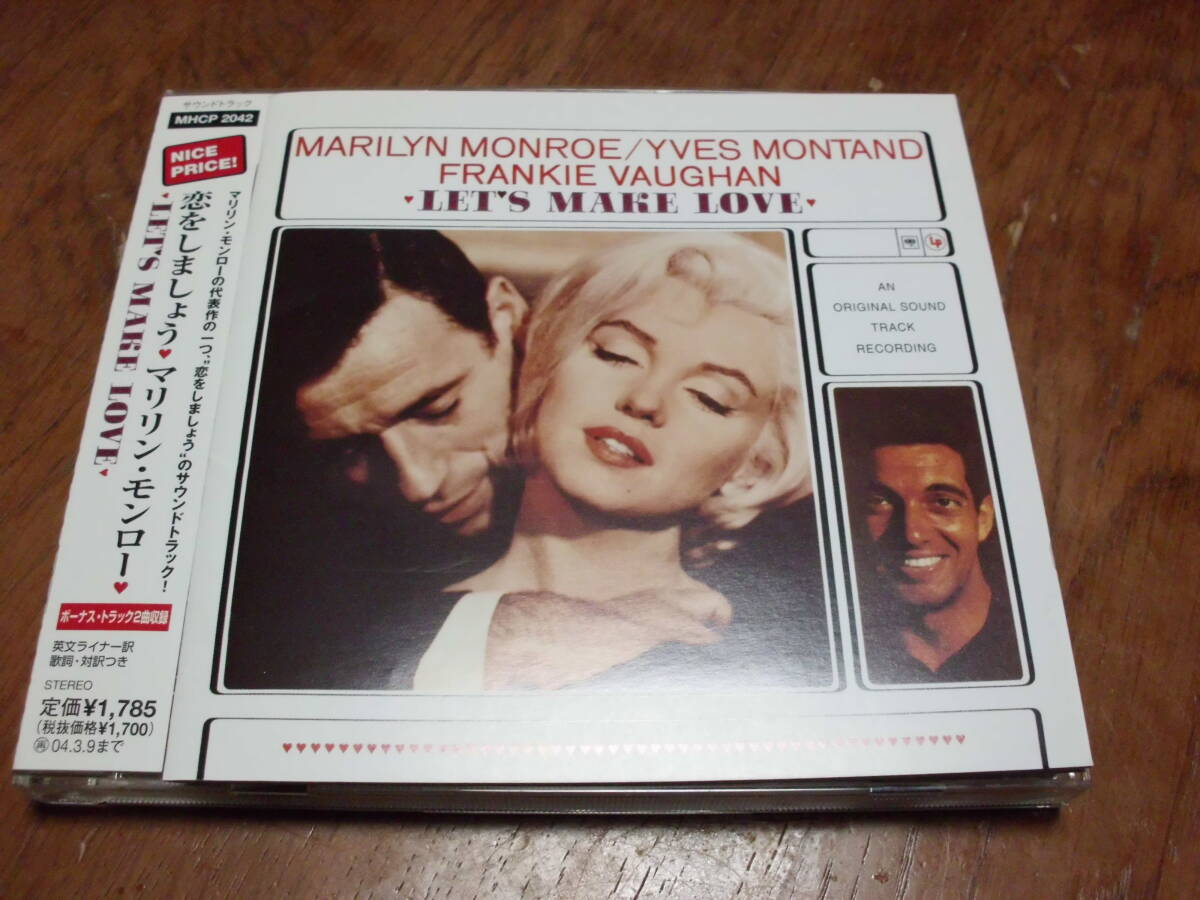 サウンドトラック
MHCP 2042
NICE
PRICE!
マリリン・モンローの代表作の一つ、"恋をしましょう"のサウンドトラック!
恋をしましょう♥マリリン・モンロー♥
♥LET'S MAKE LOVE♥
ボーナス・トラック2曲収録
英文ライナー訳
歌詞・対訳つき
STEREO
定価¥1,785
(税抜価格¥1,700)
再04.3.9まで
MARILYN MONROE/YVES MONTAND
FRANKIE VAUGHAN
♥LET'S MAKE LOVE♥
LP
AN
ORIGINAL SOUND
TRACK
RECORDING